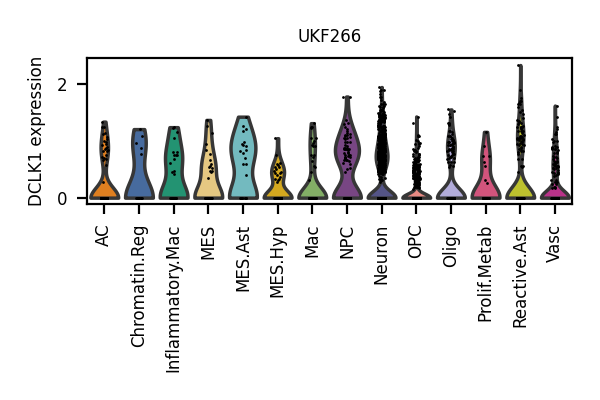 UKF266
DCLK1 expression
2
0
AC
Chromatin.Reg
Inflammatory.Mac
MES
MES.Ast
MES.Hyp
Mac
NPC
Neuron
OPC
Oligo
Prolif.Metab
Reactive.Ast
Vasc